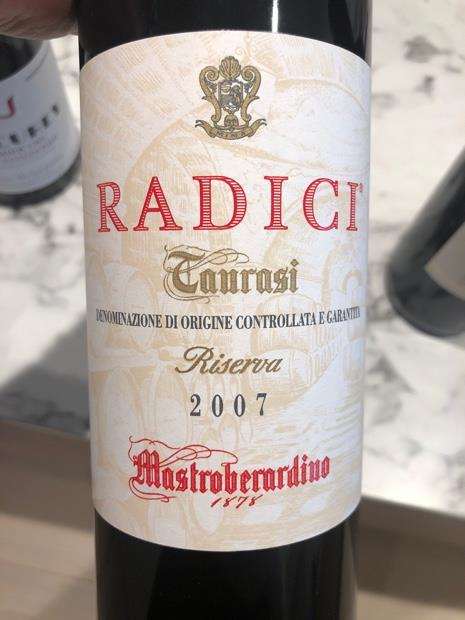 RADICI®
Taurasi
DENOMINAZIONE DI ORIGINE CONTROLLATA E GARANTITA
Riserva
2007
Mastroberardino
1878